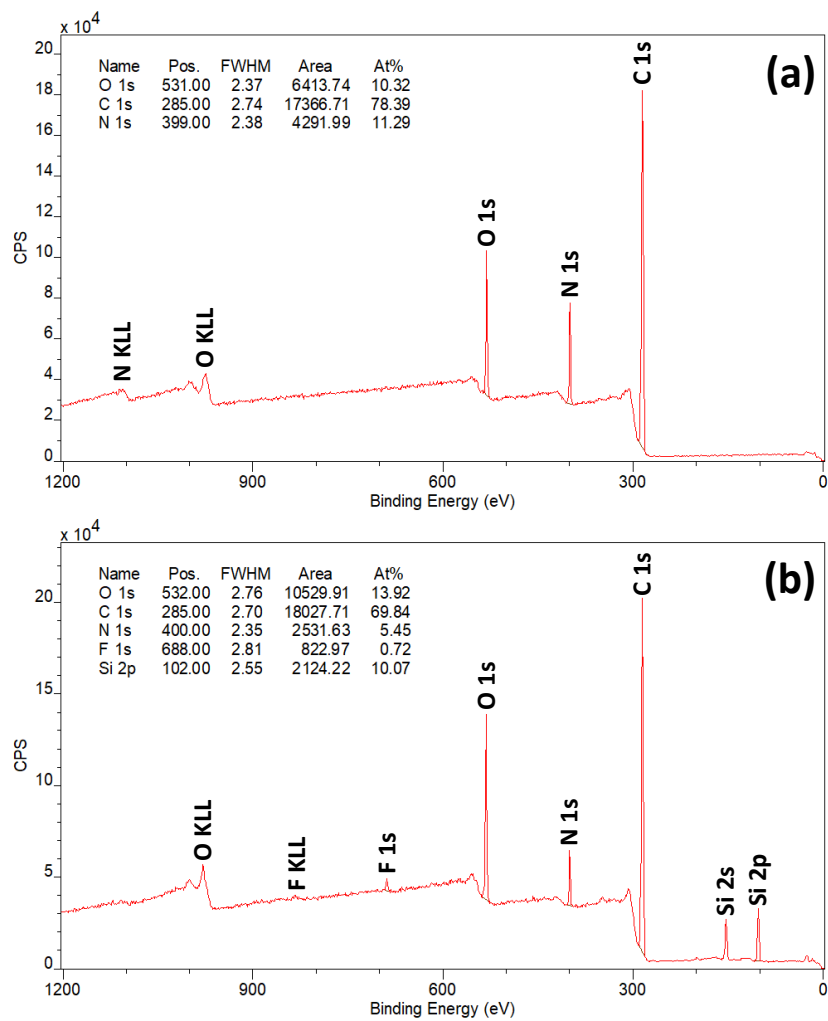 x 10^4
20
18
16
14
12
10
8
6
4
2
0
CPS
(a)
Name Pos. FWHM Area At%
O 1s 531.00 2.37 6413.74 10.32
C 1s 285.00 2.74 17366.71 78.39
N 1s 399.00 2.38 4291.99 11.29
N KLL
O KLL
O 1s
N 1s
C 1s
1200 900 600 300 0
Binding Energy (eV)
x 10^4
20
15
10
5
0
CPS
(b)
Name Pos. FWHM Area At%
O 1s 532.00 2.76 10529.91 13.92
C 1s 285.00 2.70 18027.71 69.84
N 1s 400.00 2.35 2531.63 5.45
F 1s 688.00 2.81 822.97 0.72
Si 2p 102.00 2.55 2124.22 10.07
O KLL
F KLL
F 1s
O 1s
N 1s
C 1s
Si 2s
Si 2p
1200 900 600 300 0
Binding Energy (eV)